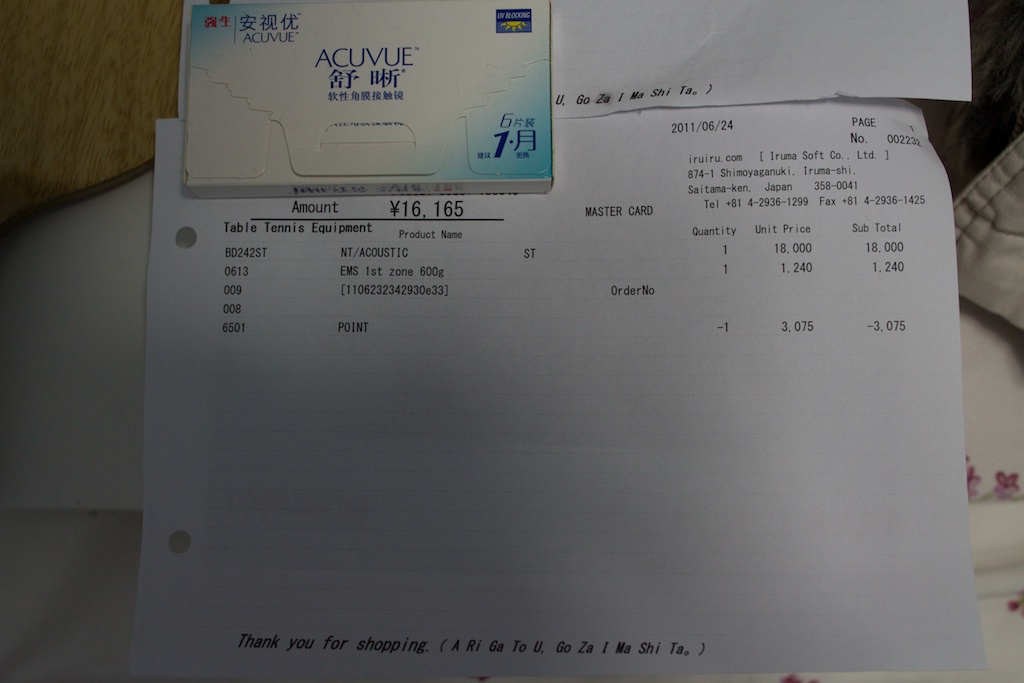 强生 安视优™
ACUVUE™
UV BLOCKING
ACUVUE™
舒晰®
软性角膜接触镜
6片装
建议 1·月 更换
U, Go Za I Ma Shi Ta。)
2011/06/24
PAGE 1
No. 002232
iruiru.com [ Iruma Soft Co., Ltd. ]
874-1 Shimoyaganuki, Iruma-shi,
Saitama-ken, Japan 358-0041
Tel +81 4-2936-1299 Fax +81 4-2936-1425
Amount ¥16,165
MASTER CARD
Table Tennis Equipment
Product Name Quantity Unit Price Sub Total
BD242ST NT/ACOUSTIC ST 1 18,000 18,000
0613 EMS 1st zone 600g 1 1,240 1,240
009 [1106232342930e33] OrderNo
008
6501 POINT -1 3,075 -3,075
Thank you for shopping. ( A Ri Ga To U, Go Za I Ma Shi Ta。)